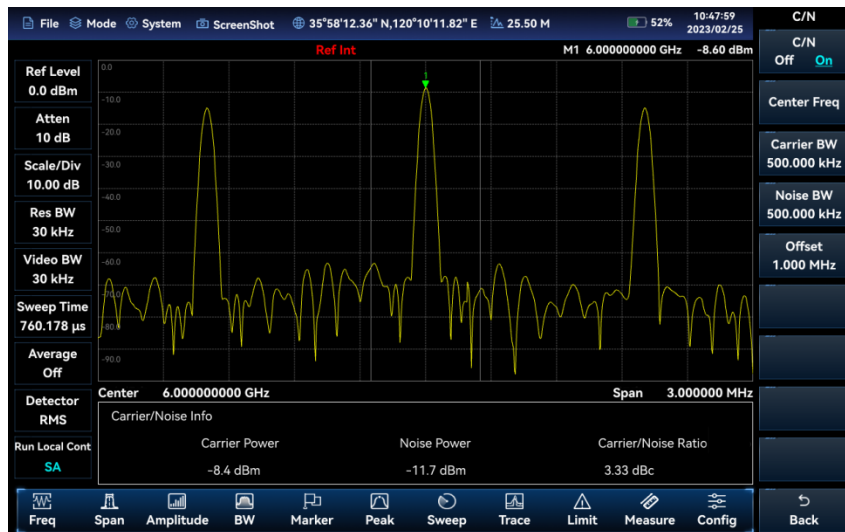 File Mode System ScreenShot 35°58'12.36" N,120°10'11.82" E 25.50 M 52% 10:47:59 2023/02/25
C/N
Ref Int
M1 6.000000000 GHz -8.60 dBm
Ref Level
0.0 dBm
Atten
10 dB
Scale/Div
10.00 dB
Res BW
30 kHz
Video BW
30 kHz
Sweep Time
760.178 µs
Average
Off
Detector
RMS
Run Local Cont
SA
0.0
-10.0
-20.0
-30.0
-40.0
-50.0
-60.0
-70.0
-80.0
-90.0
1
Center 6.000000000 GHz
Span 3.000000 MHz
Carrier/Noise Info
Carrier Power Noise Power Carrier/Noise Ratio
-8.4 dBm -11.7 dBm 3.33 dBc
C/N
Off On
Center Freq
Carrier BW
500.000 kHz
Noise BW
500.000 kHz
Offset
1.000 MHz
Freq Span Amplitude BW Marker Peak Sweep Trace Limit Measure Config Back